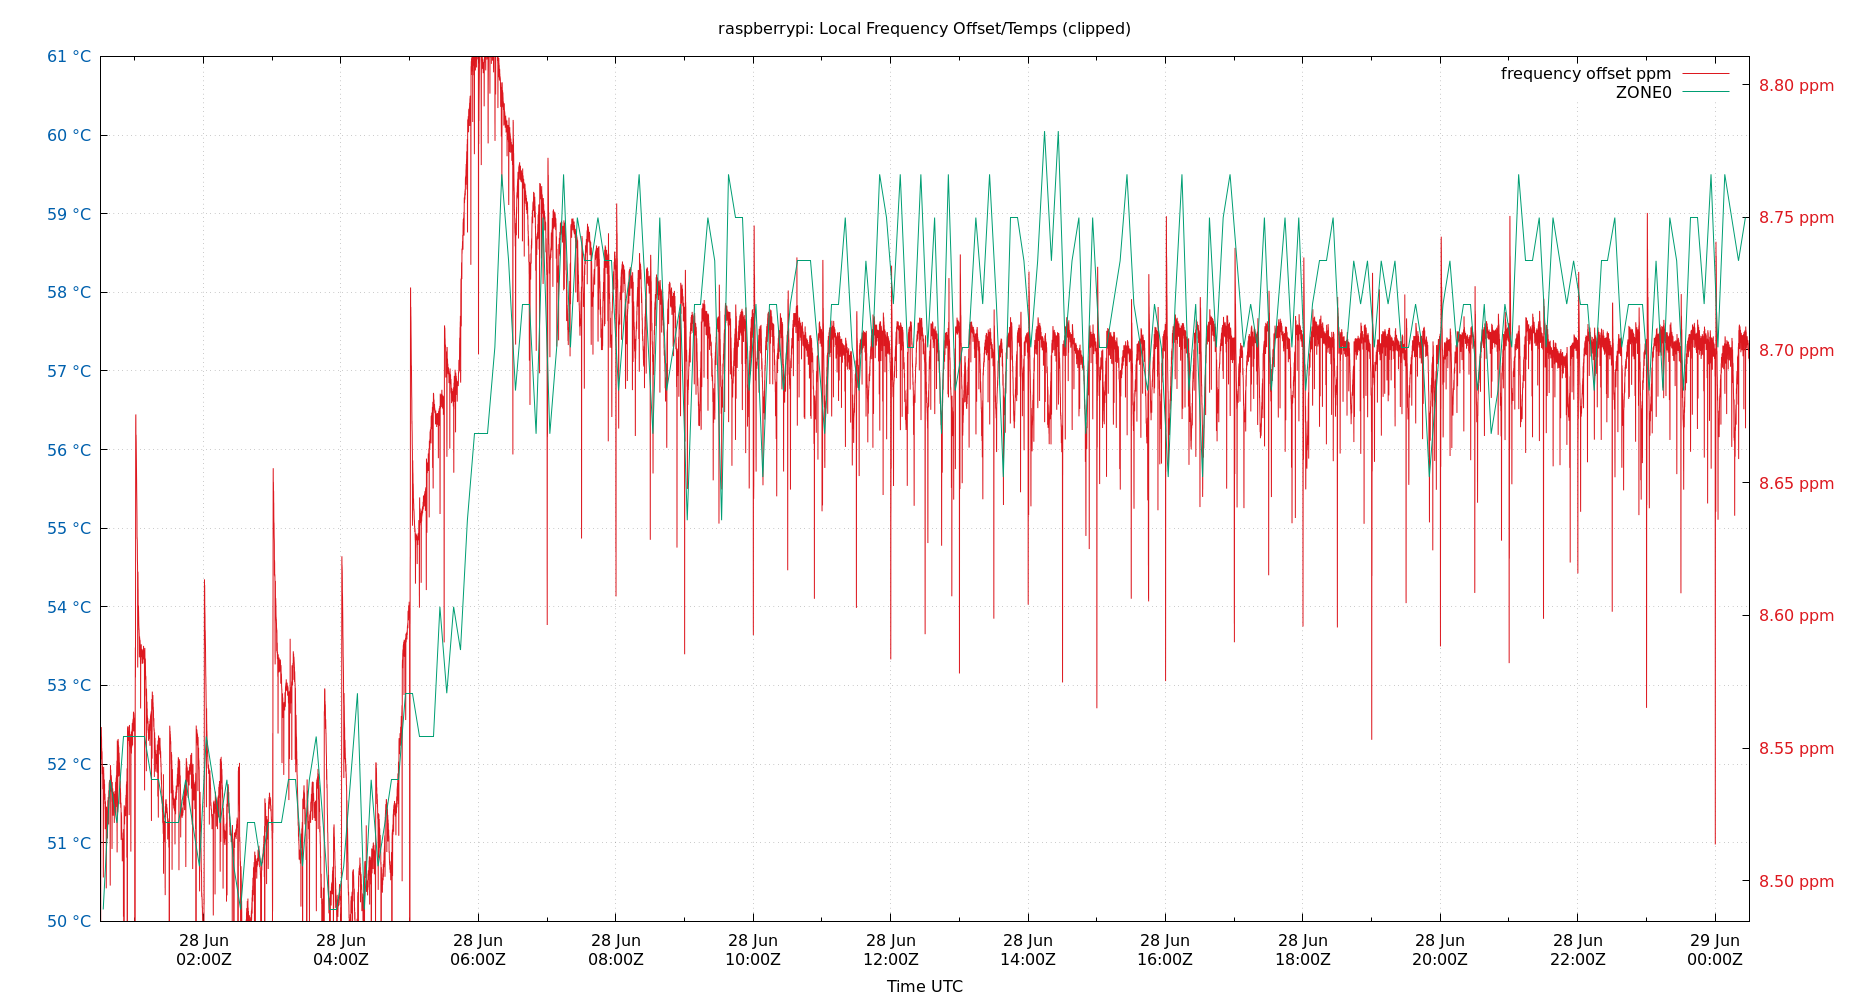 raspberrypi: Local Frequency Offset/Temps (clipped)
61 °C
60 °C
59 °C
58 °C
57 °C
56 °C
55 °C
54 °C
53 °C
52 °C
51 °C
50 °C
frequency offset ppm
ZONE0
8.80 ppm
8.75 ppm
8.70 ppm
8.65 ppm
8.60 ppm
8.55 ppm
8.50 ppm
28 Jun
02:00Z
28 Jun
04:00Z
28 Jun
06:00Z
28 Jun
08:00Z
28 Jun
10:00Z
28 Jun
12:00Z
28 Jun
14:00Z
28 Jun
16:00Z
28 Jun
18:00Z
28 Jun
20:00Z
28 Jun
22:00Z
29 Jun
00:00Z
Time UTC